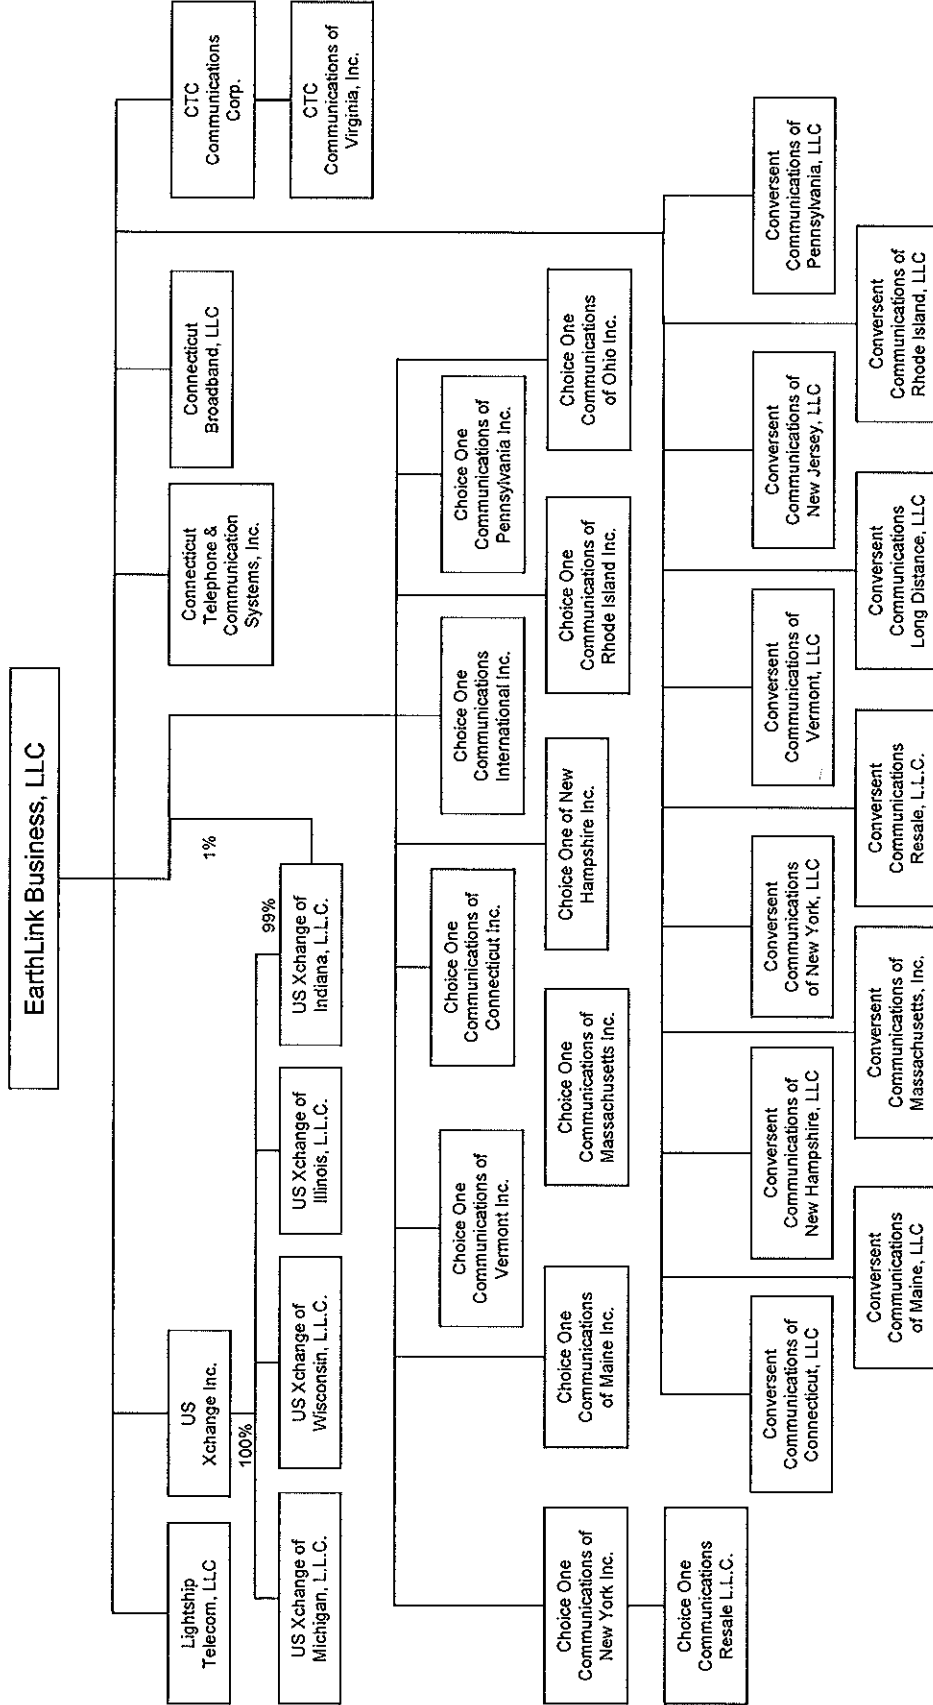 EarthLink Business, LLC
Lightship
Telecom, LLC
US
Xchange Inc.
Connecticut
Telephone &
Communication
Systems, Inc.
Connecticut
Broadband, LLC
CTC
Communications
Corp.
CTC
Communications of
Virginia, Inc.
100%
99%
1%
US Xchange of
Michigan, L.L.C.
US Xchange of
Wisconsin, L.L.C.
US Xchange of
Illinois, L.L.C.
US Xchange of
Indiana, L.L.C.
Choice One
Communications of
Vermont Inc.
Choice One
Communications of
Connecticut Inc.
Choice One
Communications
International Inc.
Choice One
Communications of
Pennsylvania Inc.
Choice One
Communications of
New York Inc.
Choice One
Communications
of Maine Inc.
Choice One
Communications of
Massachusetts Inc.
Choice One of New
Hampshire Inc.
Choice One
Communications of
Rhode Island Inc.
Choice One
Communications
of Ohio Inc.
Choice One
Communications
Resale L.L.C.
Conversent
Communications of
Connecticut, LLC
Conversent
Communications of
New Hampshire, LLC
Conversent
Communications
of New York, LLC
Conversent
Communications of
Vermont, LLC
Conversent
Communications of
New Jersey, LLC
Conversent
Communications of
Pennsylvania, LLC
Conversent
Communications
of Maine, LLC
Conversent
Communications of
Massachusetts, Inc.
Conversent
Communications
Resale, L.L.C.
Conversent
Communications
Long Distance, LLC
Conversent
Communications of
Rhode Island, LLC